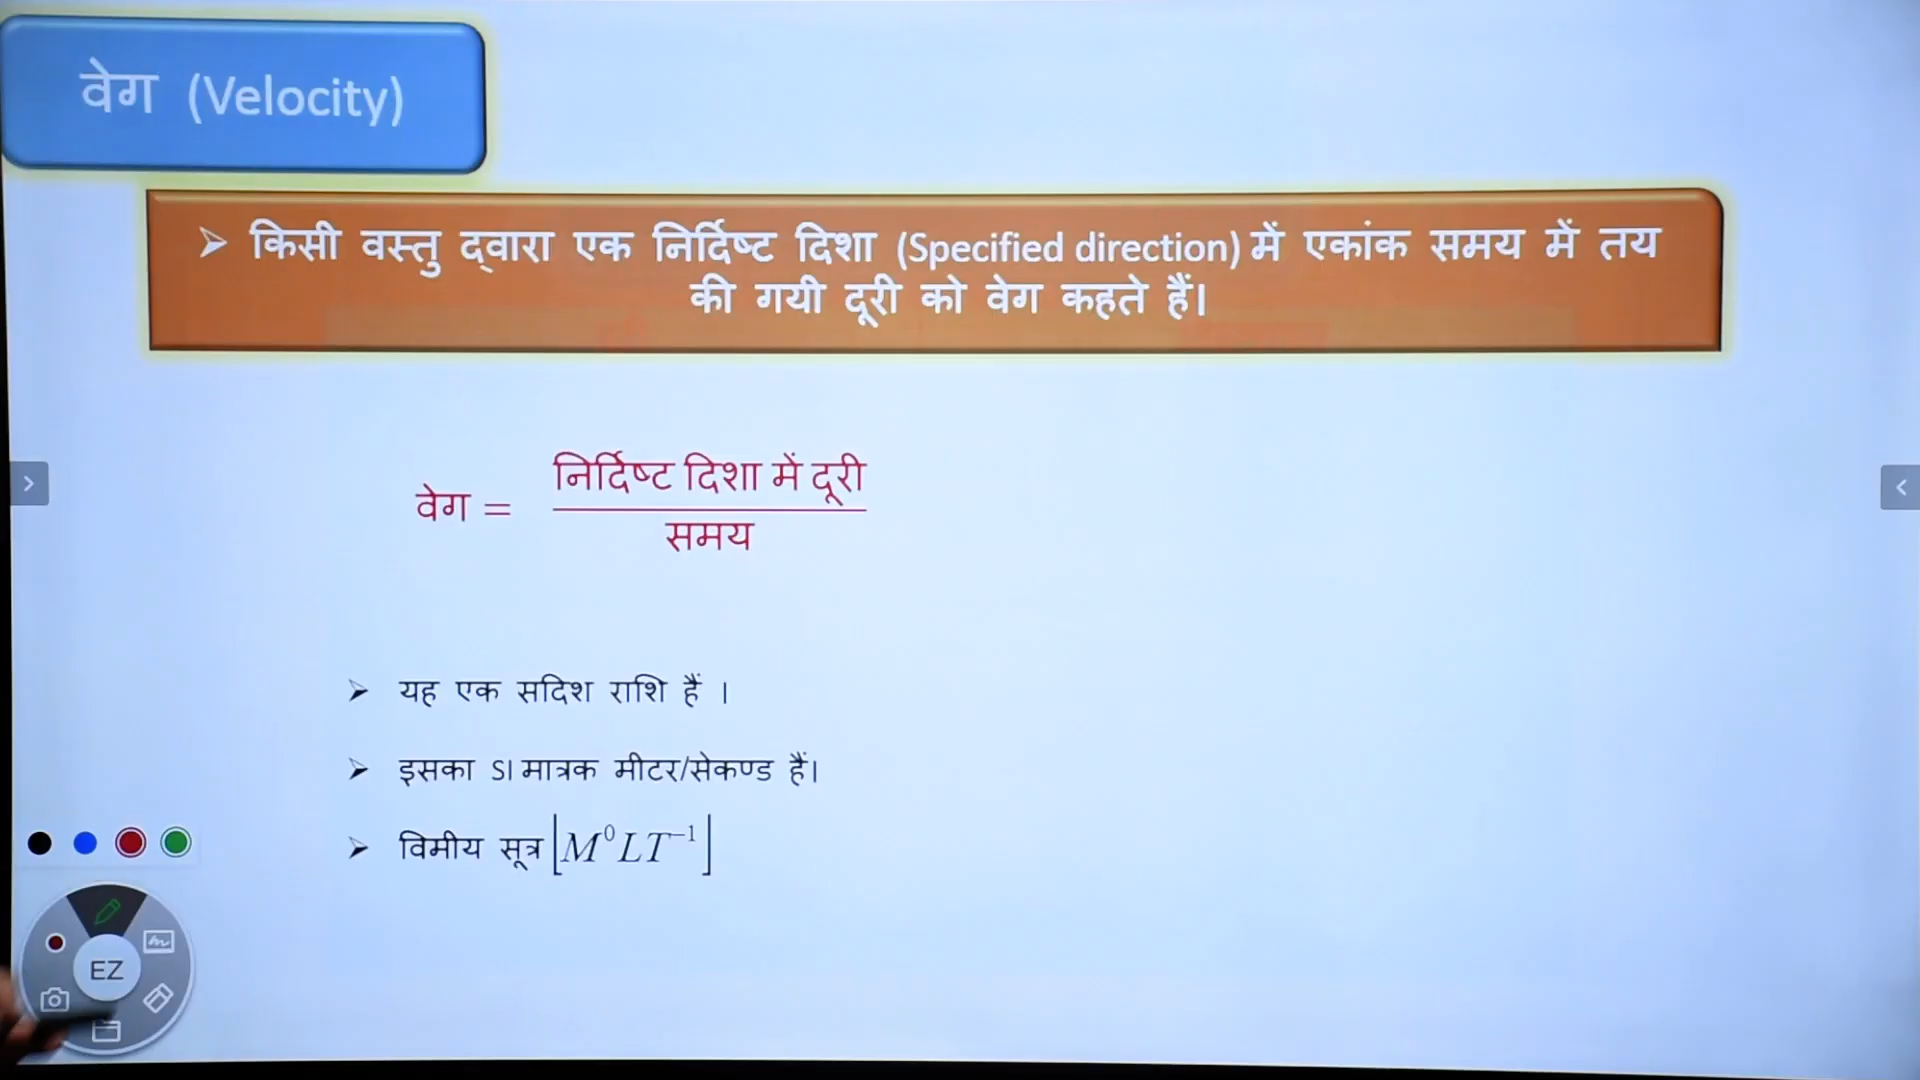 वेग (Velocity)
➢ किसी वस्तु द्वारा एक निर्दिष्ट दिशा (Specified direction) में एकांक समय में तय
की गयी दूरी को वेग कहते हैं।
वेग = निर्दिष्ट दिशा में दूरी
समय
➢ यह एक सदिश राशि हैं ।
➢ इसका SI मात्रक मीटर/सेकण्ड हैं।
➢ विमीय सूत्र [M⁰LT⁻¹]
EZ